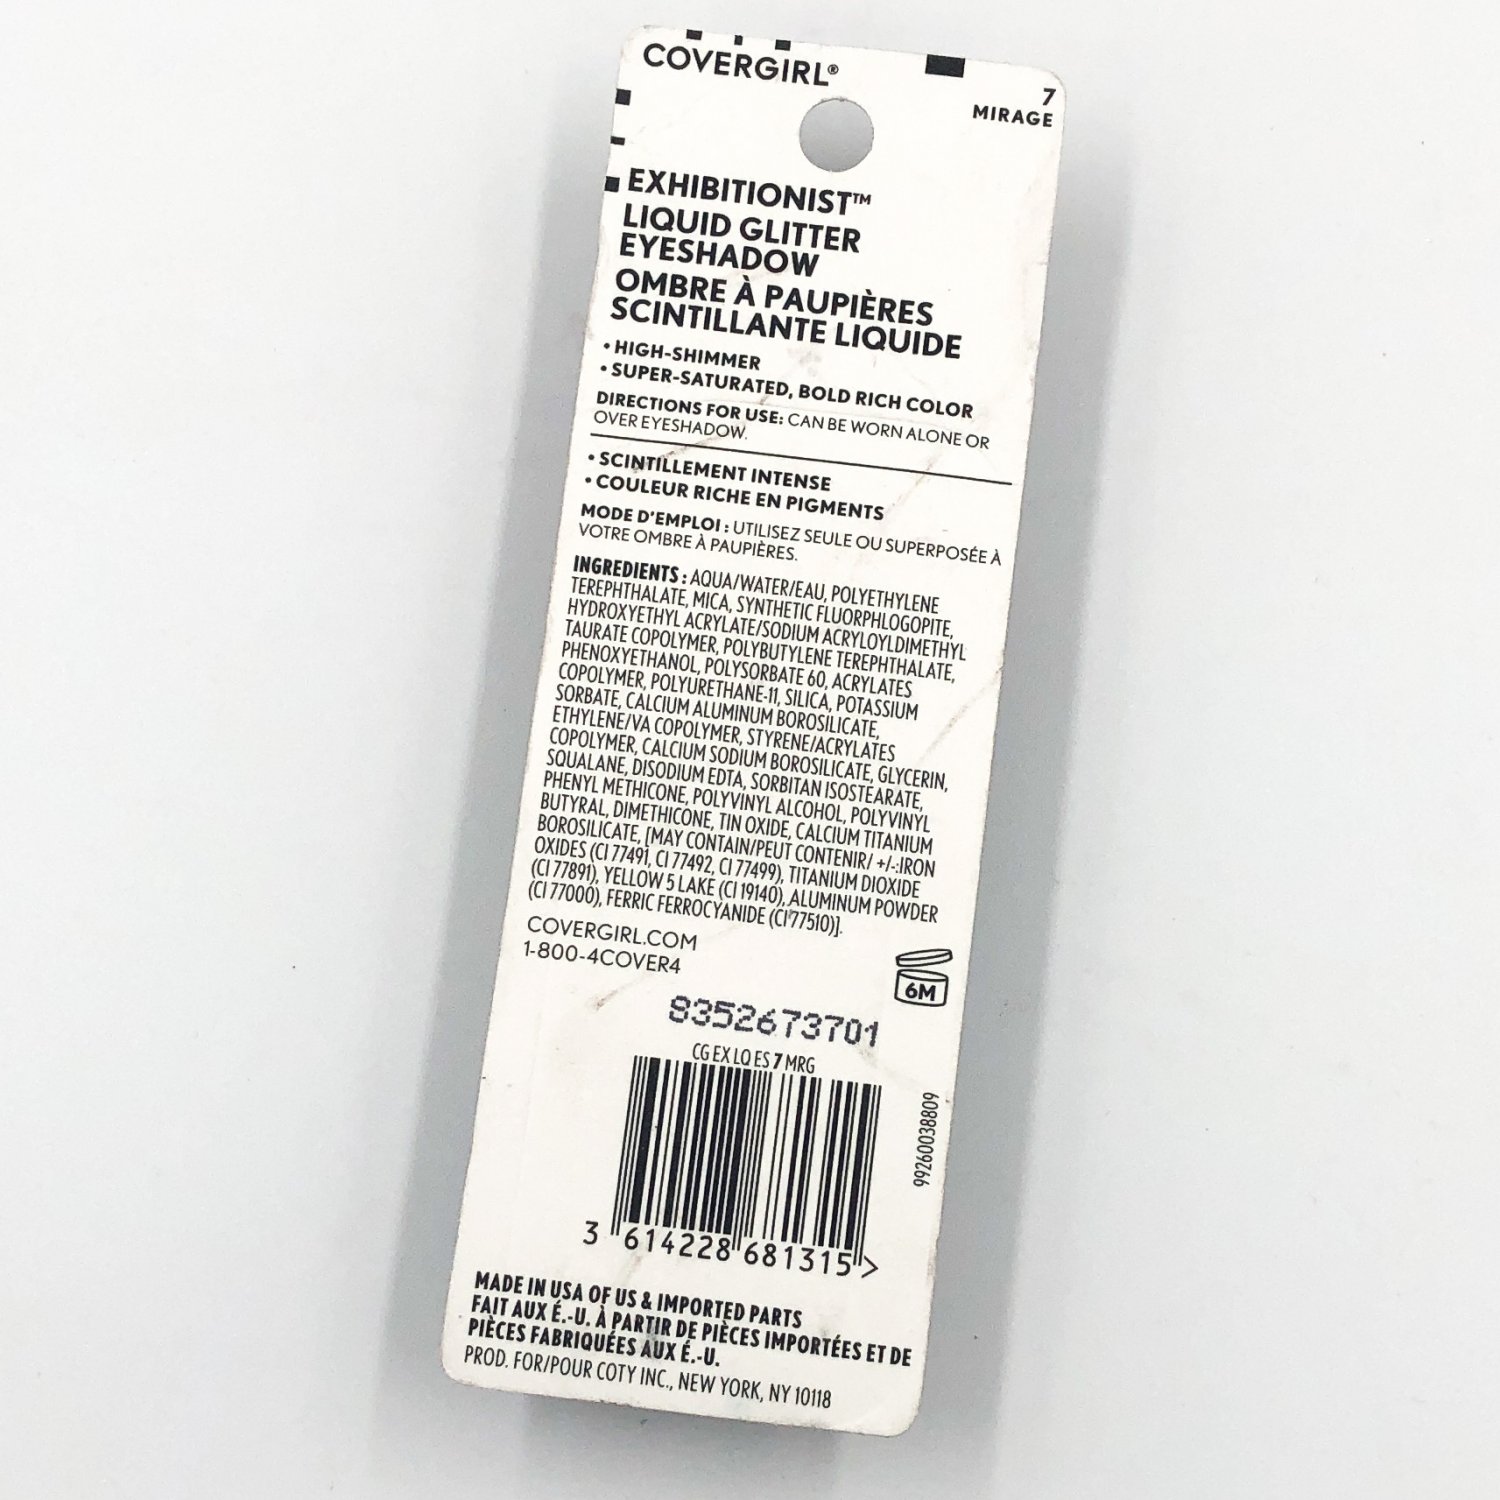 COVERGIRL®
7
MIRAGE
EXHIBITIONIST™
LIQUID GLITTER
EYESHADOW
OMBRE À PAUPIÈRES
SCINTILLANTE LIQUIDE
• HIGH-SHIMMER
• SUPER-SATURATED, BOLD RICH COLOR
DIRECTIONS FOR USE: CAN BE WORN ALONE OR
OVER EYESHADOW.
• SCINTILLEMENT INTENSE
• COULEUR RICHE EN PIGMENTS
MODE D'EMPLOI : UTILISEZ SEULE OU SUPERPOSÉE À
VOTRE OMBRE À PAUPIÈRES.
INGREDIENTS : AQUA/WATER/EAU, POLYETHYLENE
TEREPHTHALATE, MICA, SYNTHETIC FLUORPHLOGOPITE,
HYDROXYETHYL ACRYLATE/SODIUM ACRYLOYLDIMETHYL
TAURATE COPOLYMER, POLYBUTYLENE TEREPHTHALATE,
PHENOXYETHANOL, POLYSORBATE 60, ACRYLATES
COPOLYMER, POLYURETHANE-11, SILICA, POTASSIUM
SORBATE, CALCIUM ALUMINUM BOROSILICATE,
ETHYLENE/VA COPOLYMER, STYRENE/ACRYLATES
COPOLYMER, CALCIUM SODIUM BOROSILICATE, GLYCERIN,
SQUALANE, DISODIUM EDTA, SORBITAN ISOSTEARATE,
PHENYL METHICONE, POLYVINYL ALCOHOL, POLYVINYL
BUTYRAL, DIMETHICONE, TIN OXIDE, CALCIUM TITANIUM
BOROSILICATE, [MAY CONTAIN/PEUT CONTENIR/ +/-:IRON
OXIDES (CI 77491, CI 77492, CI 77499), TITANIUM DIOXIDE
(CI 77891), YELLOW 5 LAKE (CI 19140), ALUMINUM POWDER
(CI 77000), FERRIC FERROCYANIDE (CI 77510)].
COVERGIRL.COM
1-800-4COVER4
6M
8352673701
CG EX LQ ES 7 MRG
99260038809
3 614228 681315 >
MADE IN USA OF US & IMPORTED PARTS
FAIT AUX É.-U. À PARTIR DE PIÈCES IMPORTÉES ET DE
PIÈCES FABRIQUÉES AUX É.-U.
PROD. FOR/POUR COTY INC., NEW YORK, NY 10118